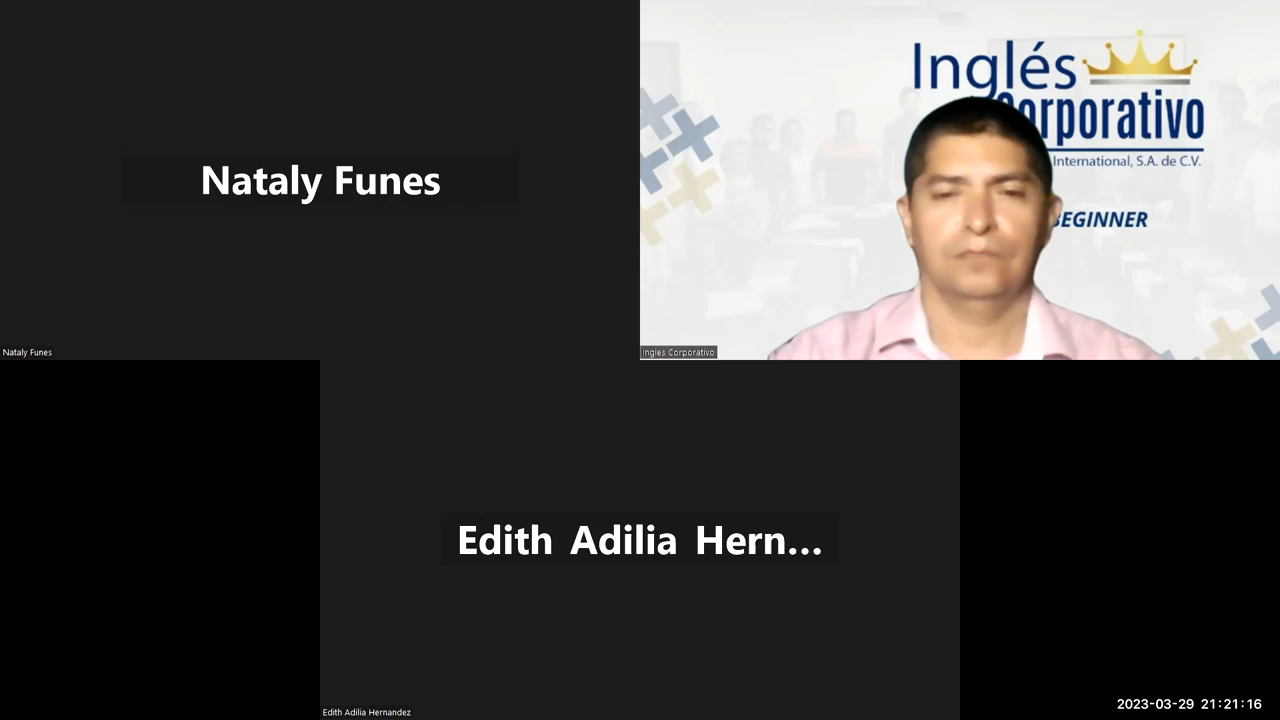 Nataly Funes
Nataly Funes
Inglés
Corporativo
International, S.A. de C.V.
BEGINNER
Ingles Corporativo
Edith Adilia Hern...
Edith Adilia Hernandez
2023-03-29 21:21:16